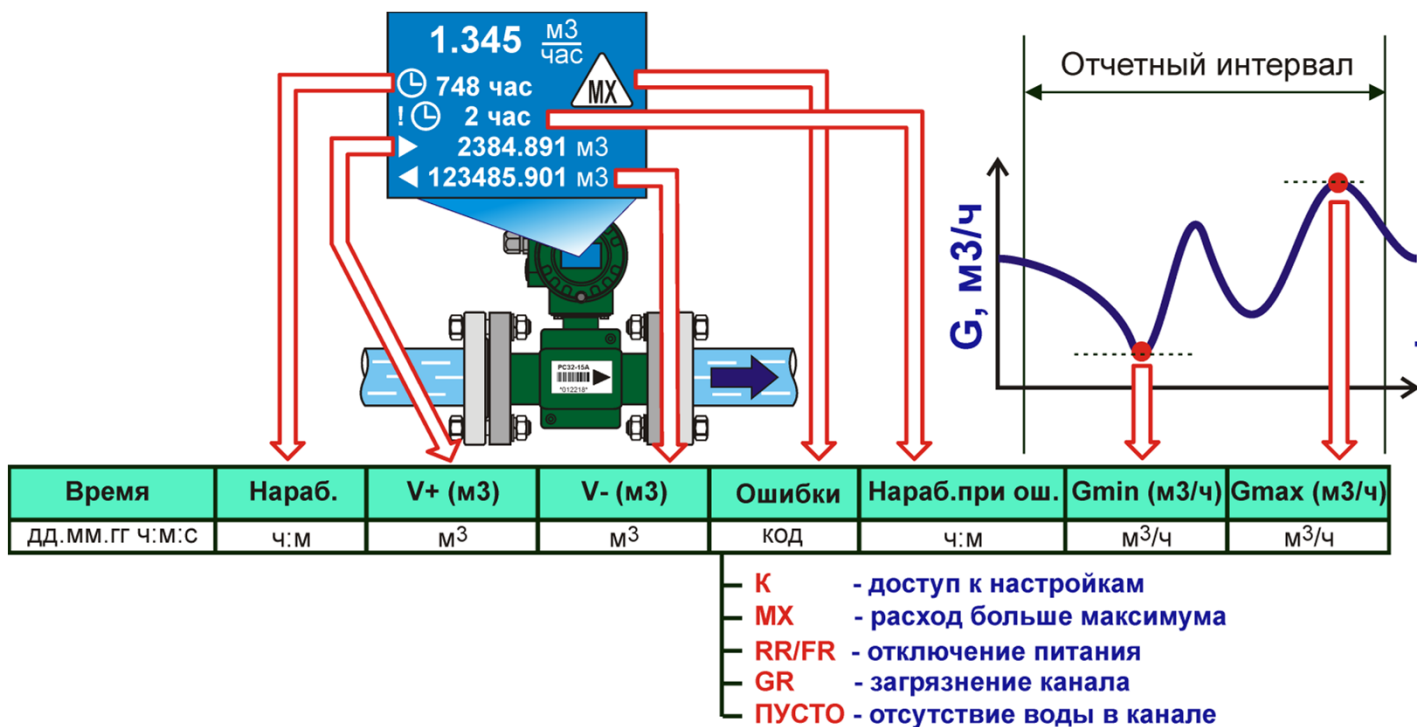 1.345 м3
час
748 час
MX
! 2 час
2384.891 м3
123485.901 м3
Отчетный интервал
G, м3/ч
PC32-15A
*012218*
Время Нараб. V+ (м3) V- (м3) Ошибки Нараб.при ош. Gmin (м3/ч) Gmax (м3/ч)
дд.мм.гг ч:м:с ч:м м³ м³ код ч:м м³/ч м³/ч
К - доступ к настройкам
MX - расход больше максимума
RR/FR - отключение питания
GR - загрязнение канала
ПУСТО - отсутствие воды в канале